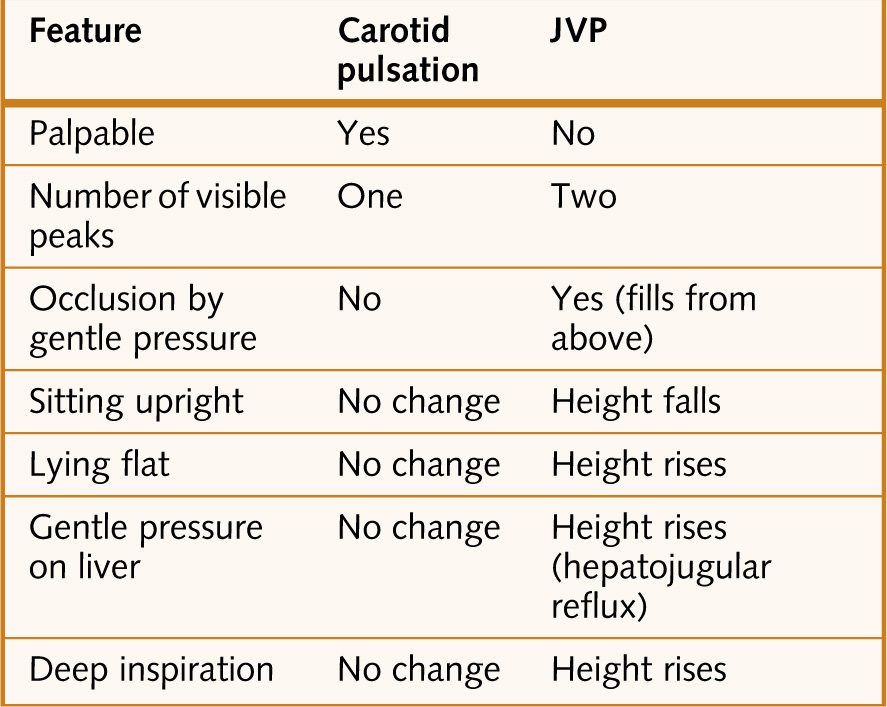 Feature Carotid pulsation JVP
Palpable Yes No
Number of visible peaks One Two
Occlusion by gentle pressure No Yes (fills from above)
Sitting upright No change Height falls
Lying flat No change Height rises
Gentle pressure on liver No change Height rises (hepatojugular reflux)
Deep inspiration No change Height rises